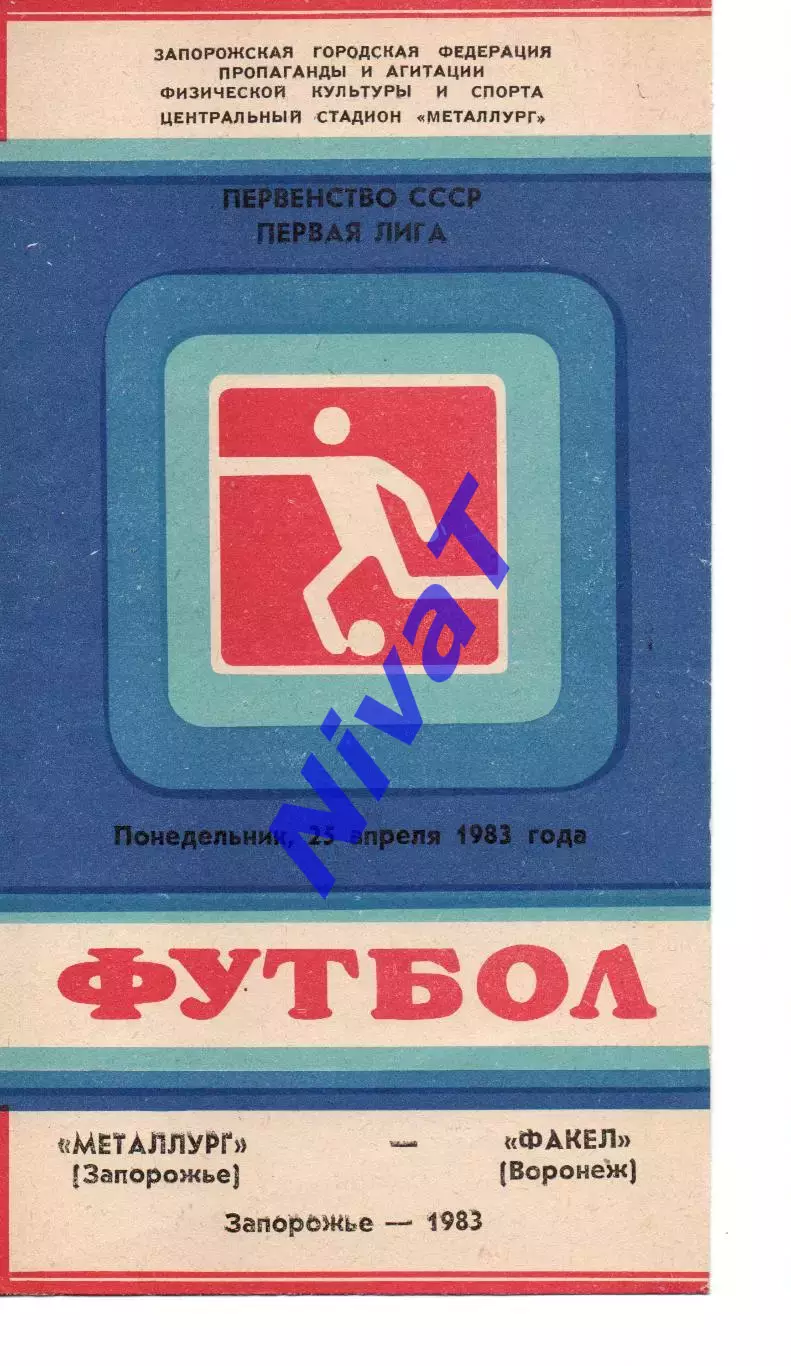 ЗАПОРОЖСКАЯ ГОРОДСКАЯ ФЕДЕРАЦИЯ
ПРОПАГАНДЫ И АГИТАЦИИ
ФИЗИЧЕСКОЙ КУЛЬТУРЫ И СПОРТА
ЦЕНТРАЛЬНЫЙ СТАДИОН «МЕТАЛЛУРГ»
ПЕРВЕНСТВО СССР
ПЕРВАЯ ЛИГА
NivaT
Понедельник, 25 апреля 1983 года
ФУТБОЛ
«МЕТАЛЛУРГ» — «ФАКЕЛ»
[Запорожье] (Воронеж)
Запорожье — 1983